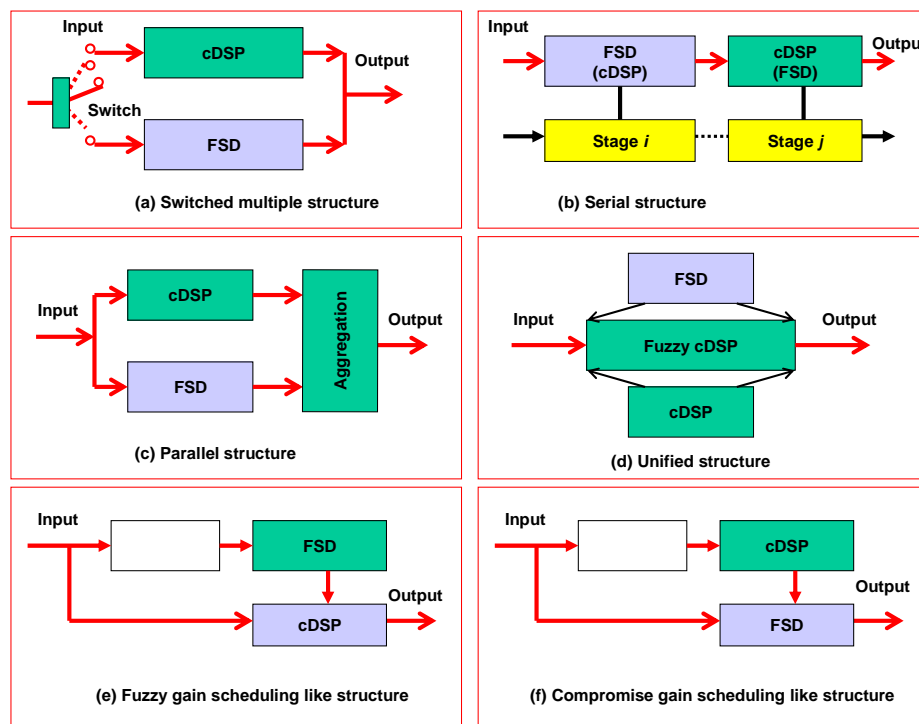 Input
cDSP
Output
Switch
FSD
(a) Switched multiple structure
FSD
(cDSP)
cDSP
(FSD)
Output
Stage i
Stage j
(b) Serial structure
Input
cDSP
FSD
Aggregation
Output
(c) Parallel structure
FSD
Input
Fuzzy cDSP
Output
cDSP
(d) Unified structure
Input
FSD
Output
cDSP
(e) Fuzzy gain scheduling like structure
Input
cDSP
Output
FSD
(f) Compromise gain scheduling like structure